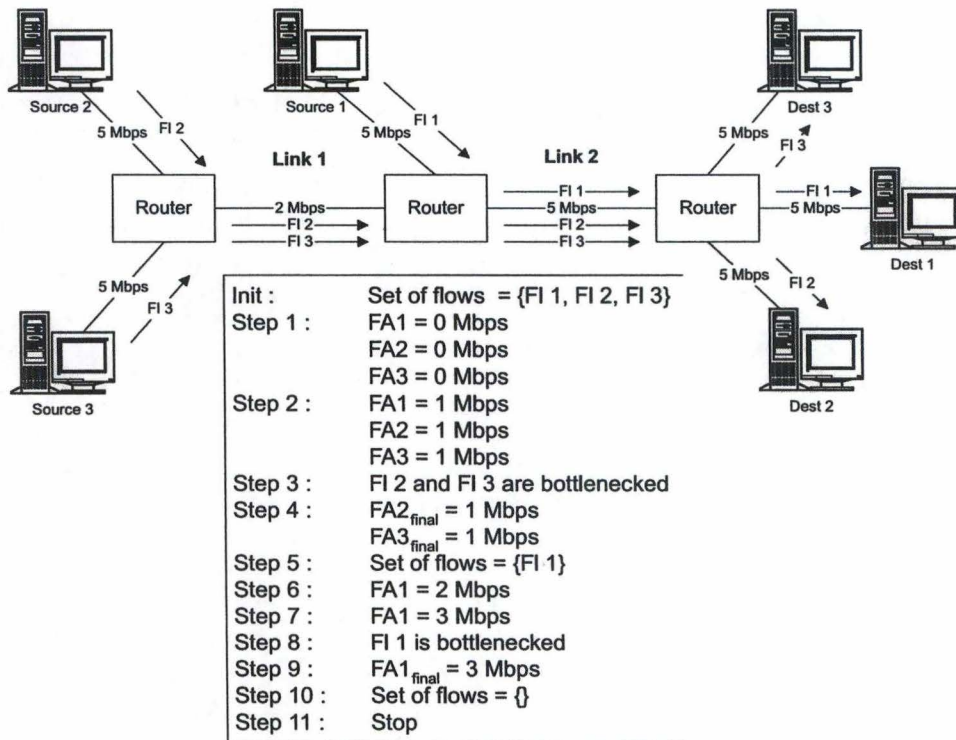 Source 2
Source 1
Dest 3
5 Mbps
Fl 2
5 Mbps
Fl 1
5 Mbps
Fl 3
Link 1
Link 2
Router
2 Mbps
Fl 2
Fl 3
Router
Fl 1
5 Mbps
Fl 2
Fl 3
Router
Fl 1
5 Mbps
Dest 1
5 Mbps
Fl 3
Source 3
5 Mbps
Fl 2
Dest 2
Init : Set of flows = {Fl 1, Fl 2, Fl 3}
Step 1 : FA1 = 0 Mbps
FA2 = 0 Mbps
FA3 = 0 Mbps
Step 2 : FA1 = 1 Mbps
FA2 = 1 Mbps
FA3 = 1 Mbps
Step 3 : Fl 2 and Fl 3 are bottlenecked
Step 4 : FA2final = 1 Mbps
FA3final = 1 Mbps
Step 5 : Set of flows = {Fl 1}
Step 6 : FA1 = 2 Mbps
Step 7 : FA1 = 3 Mbps
Step 8 : Fl 1 is bottlenecked
Step 9 : FA1final = 3 Mbps
Step 10 : Set of flows = {}
Step 11 : Stop